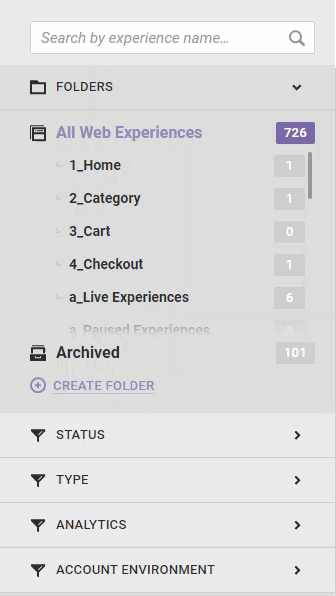 Search by experience name...
FOLDERS
All Web Experiences 726
1_Home 1
2_Category 1
3_Cart 0
4_Checkout 1
a_Live Experiences 6
a_Paused Experiences
Archived 101
CREATE FOLDER
STATUS
TYPE
ANALYTICS
ACCOUNT ENVIRONMENT